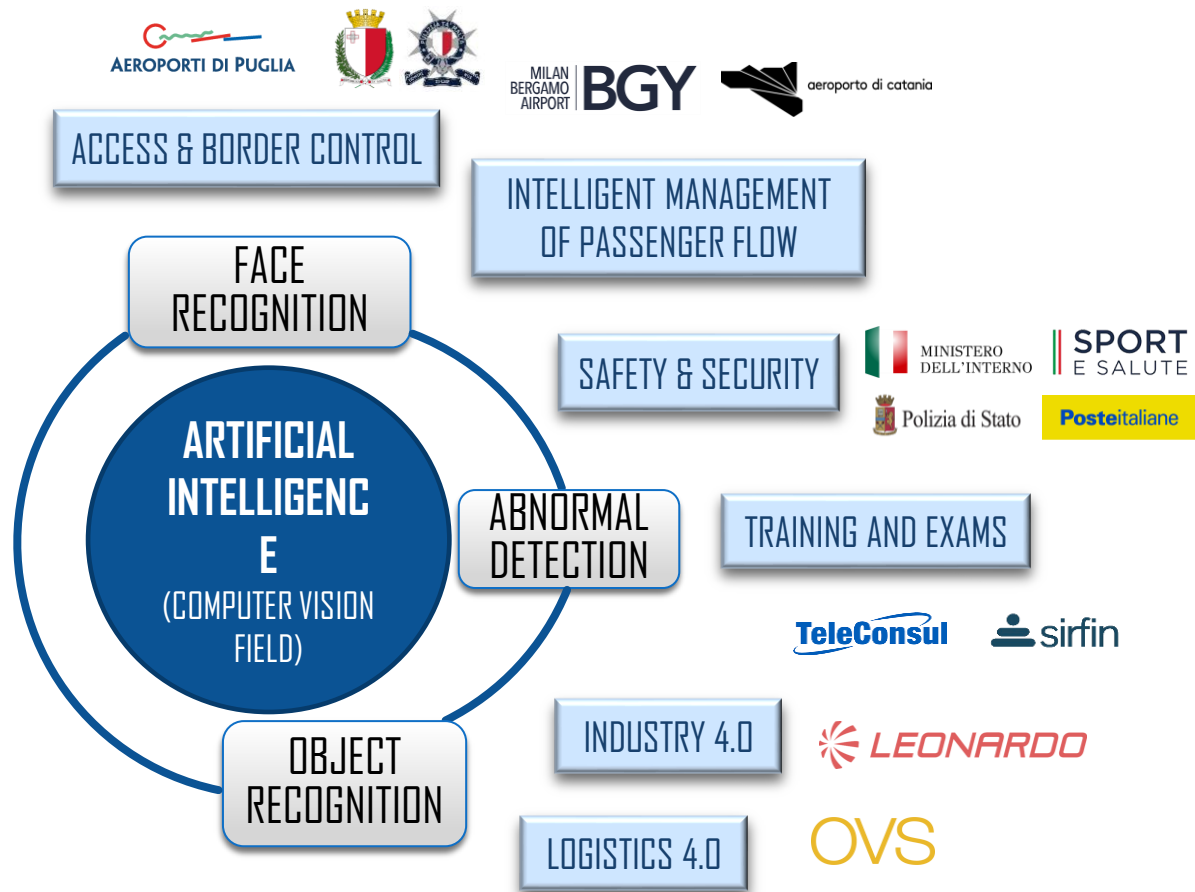 AEROPORTI DI PUGLIA
MILAN
BERGAMO
AIRPORT
BGY
aeroporto di catania
ACCESS & BORDER CONTROL
INTELLIGENT MANAGEMENT
OF PASSENGER FLOW
FACE
RECOGNITION
SAFETY & SECURITY
MINISTERO
DELL'INTERNO
SPORT
E SALUTE
Polizia di Stato
Posteitaliane
ARTIFICIAL
INTELLIGENC
E
(COMPUTER VISION
FIELD)
ABNORMAL
DETECTION
TRAINING AND EXAMS
TeleConsul
sirfin
INDUSTRY 4.0
LEONARDO
OBJECT
RECOGNITION
LOGISTICS 4.0
OVS